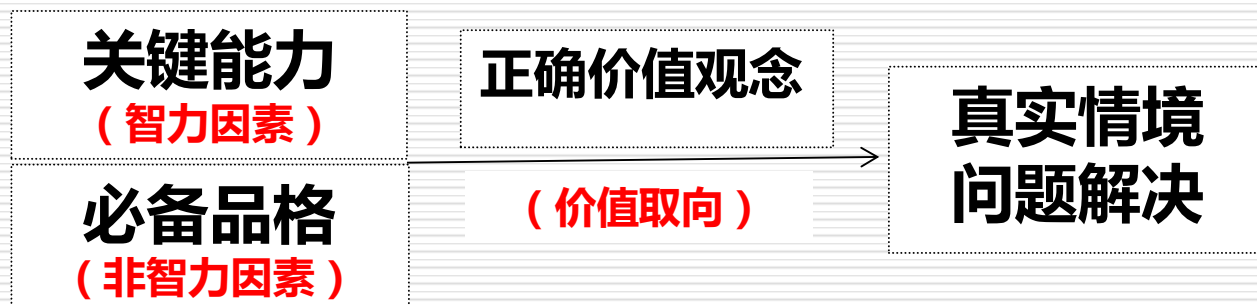 关键能力
（智力因素）
必备品格
（非智力因素）
正确价值观念
（价值取向）
真实情境
问题解决